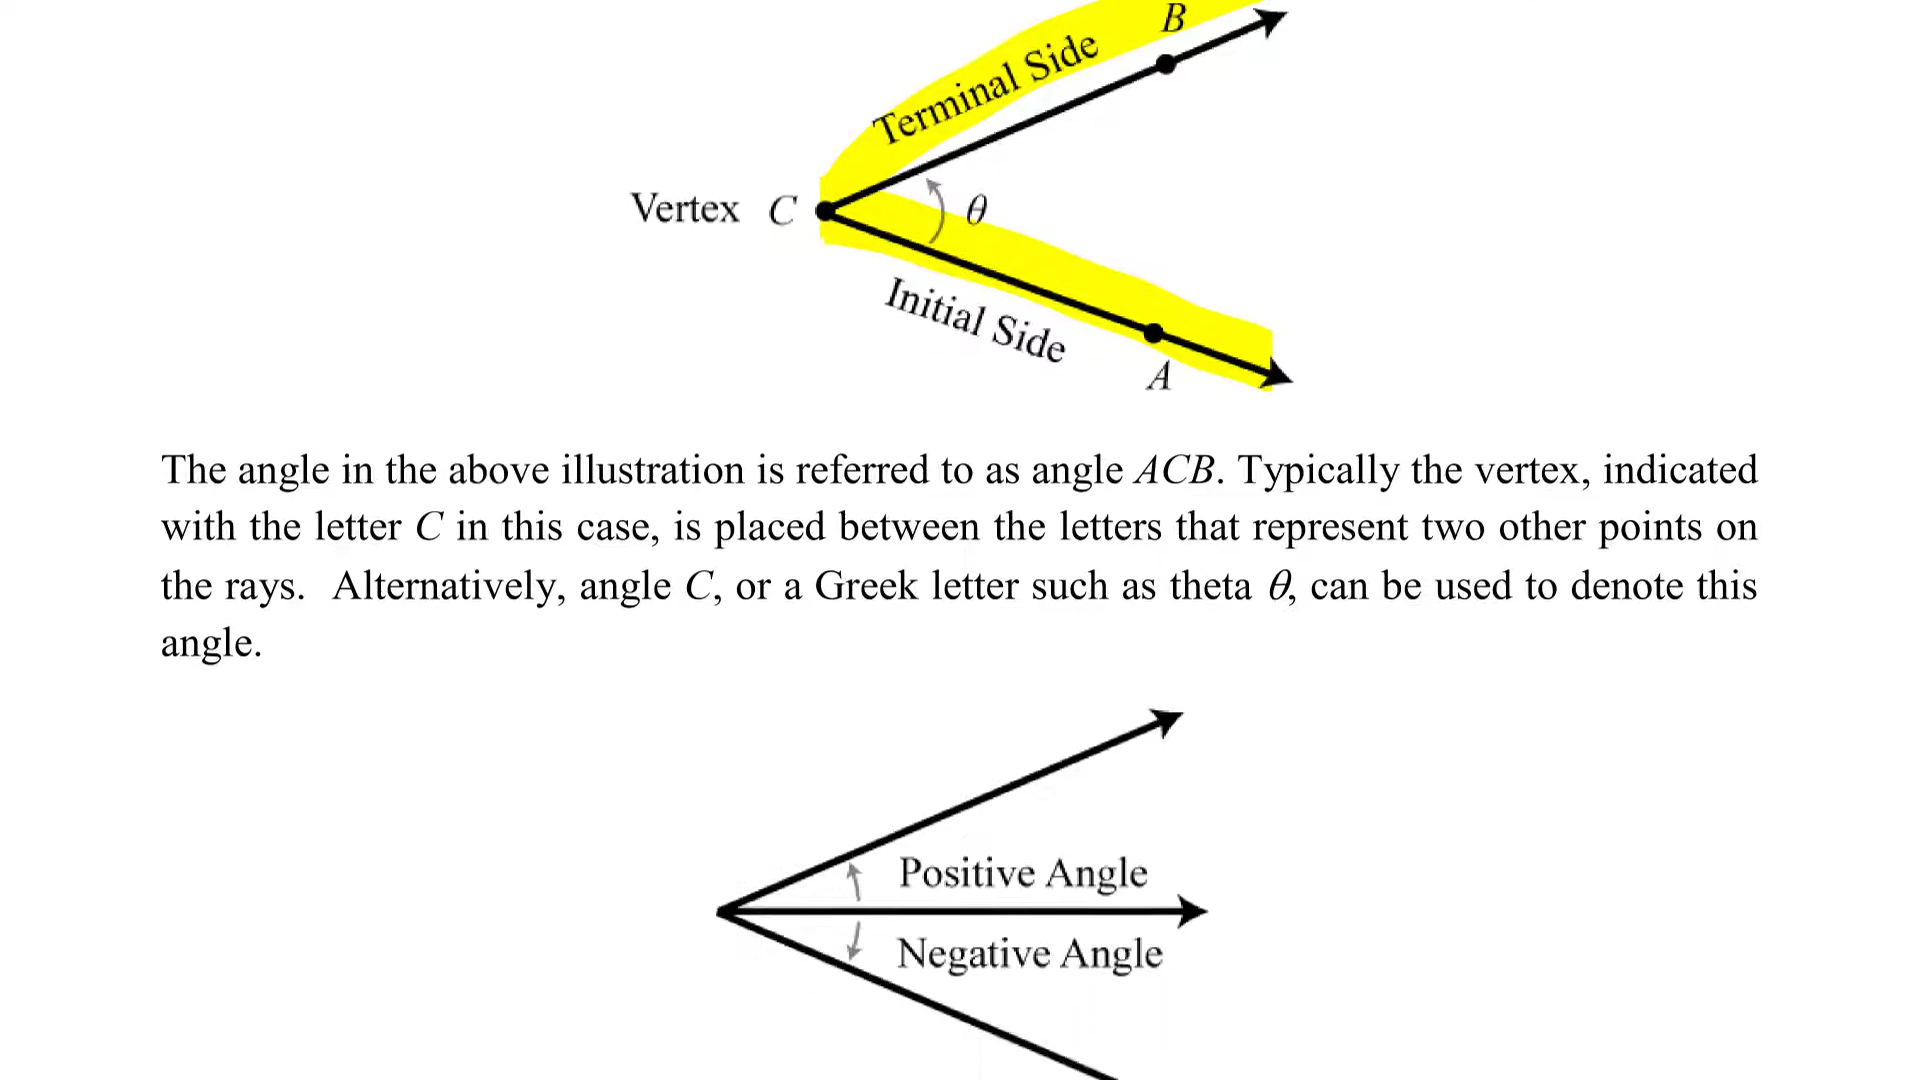 B
Terminal Side
Vertex C
θ
Initial Side
A
The angle in the above illustration is referred to as angle ACB. Typically the vertex, indicated
with the letter C in this case, is placed between the letters that represent two other points on
the rays. Alternatively, angle C, or a Greek letter such as theta θ, can be used to denote this
angle.
Positive Angle
Negative Angle